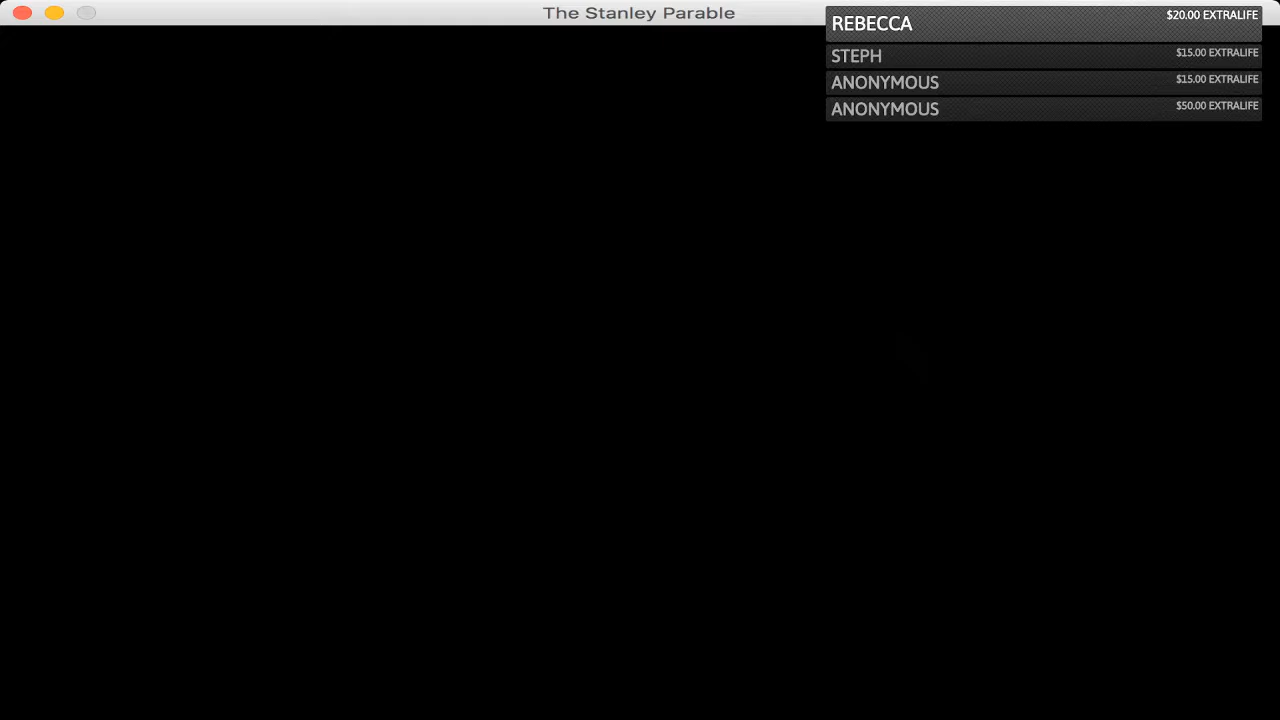 The Stanley Parable
REBECCA $20.00 EXTRALIFE
STEPH $15.00 EXTRALIFE
ANONYMOUS $15.00 EXTRALIFE
ANONYMOUS $50.00 EXTRALIFE